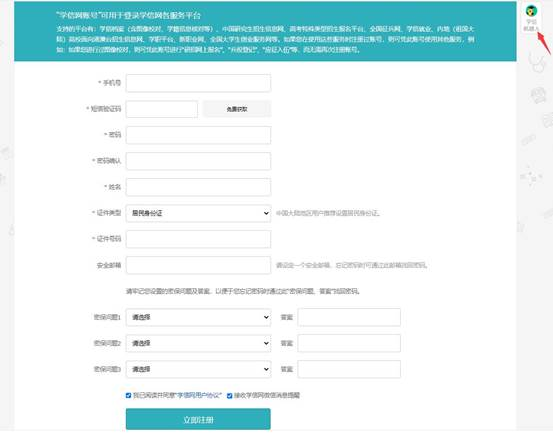 "学信网账号"可用于登录学信网各服务平台
学信
机器人
支持的平台有：学信档案（含图像校对、学籍信息核对等）、中国研究生招生信息网、高考特殊类型招生报名平台、全国征兵网、学信就业、内地（祖国大
陆）高校面向港澳台招生信息网、学职平台、新职业网、全国大学生创业服务网等。如果您在使用这些服务时注册过账号，则可凭此账号使用其他服务，例
如：如果您进行过图像校对，则可凭此账号进行"研招网上报名"、"兵役登记"、"应征入伍"等，而无需再次注册账号。
* 手机号
* 短信验证码 免费获取
* 密码
* 密码确认
* 姓名
* 证件类型 居民身份证 中国大陆地区用户推荐设置居民身份证。
* 证件号码
安全邮箱 请设定一个安全邮箱，忘记密码时可通过此邮箱找回密码。
请牢记您设置的密保问题及答案，以便于您忘记密码时通过此"密保问题、答案"找回密码。
密保问题1 请选择 答案
密保问题2 请选择 答案
密保问题3 请选择 答案
我已阅读并同意"学信网用户协议" 接收学信网微信消息提醒
立即注册